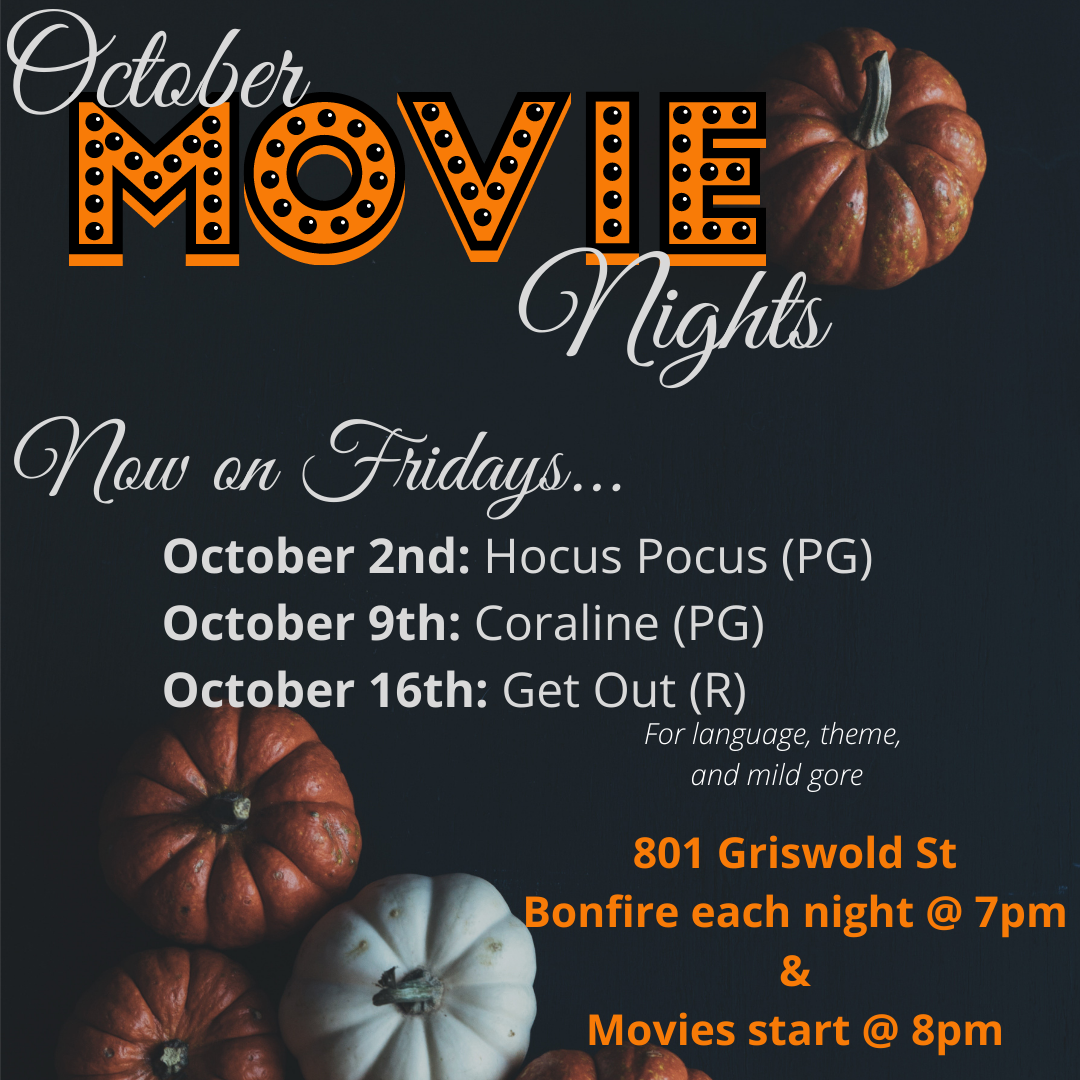 October
MOVIE
Nights
Now on Fridays...
October 2nd: Hocus Pocus (PG)
October 9th: Coraline (PG)
October 16th: Get Out (R)
For language, theme,
and mild gore
801 Griswold St
Bonfire each night @ 7pm
&
Movies start @ 8pm